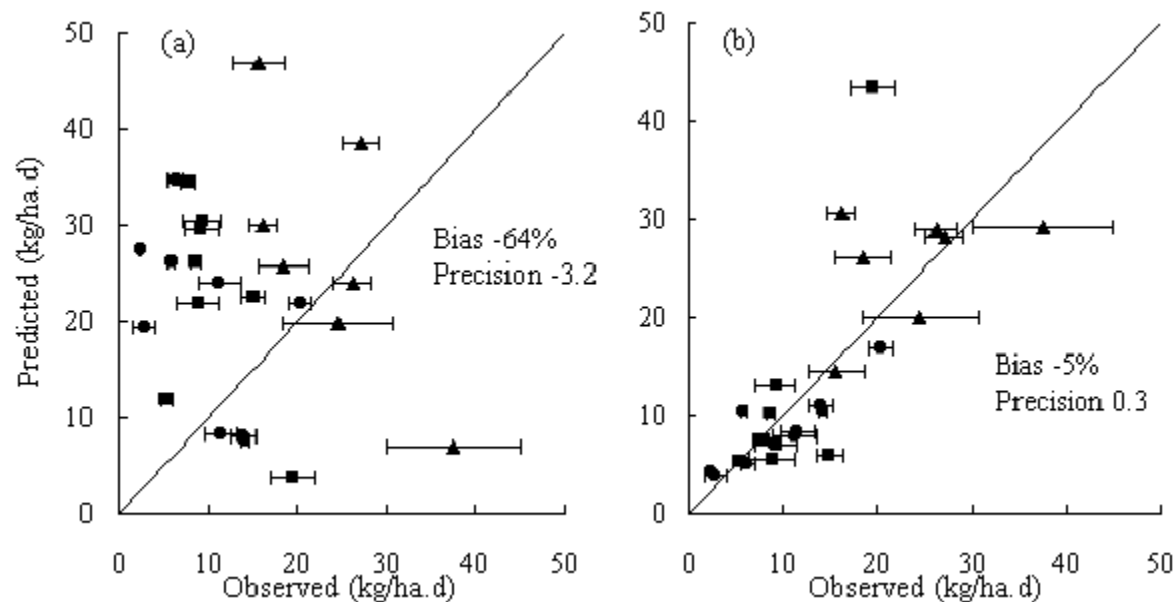 (a)
(b)
50
40
30
20
10
0
Predicted (kg/ha.d)
Bias -64%
Precision -3.2
0 10 20 30 40 50
Observed (kg/ha.d)
50
40
30
20
10
0
Bias -5%
Precision 0.3
0 10 20 30 40 50
Observed (kg/ha.d)